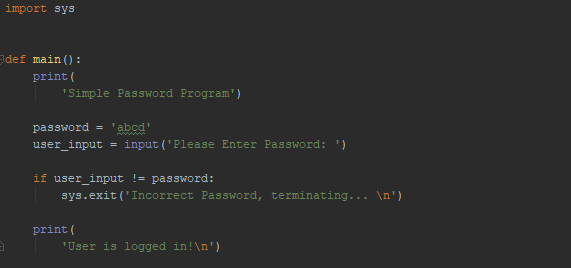 import sys
def main():
print(
'Simple Password Program')
password = 'abcd'
user_input = input('Please Enter Password: ')
if user_input != password:
sys.exit('Incorrect Password, terminating... \n')
print(
'User is logged in!\n')